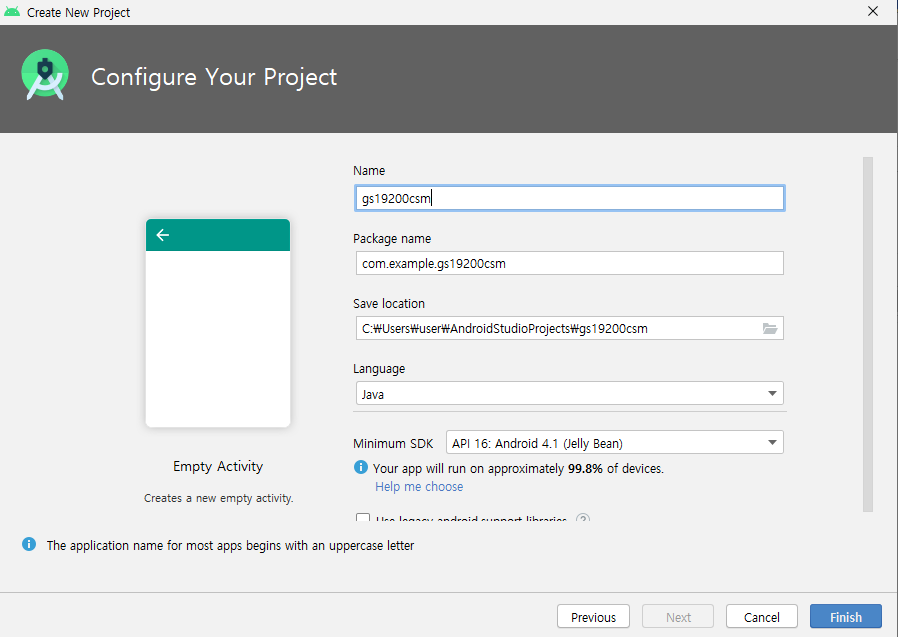 Create New Project
Configure Your Project
Name
gs19200csm
Package name
com.example.gs19200csm
Save location
C:₩Users₩user₩AndroidStudioProjects₩gs19200csm
Language
Java
Minimum SDK API 16: Android 4.1 (Jelly Bean)
Your app will run on approximately 99.8% of devices.
Help me choose
Use legacy android.support libraries
Empty Activity
Creates a new empty activity.
The application name for most apps begins with an uppercase letter
Previous Next Cancel Finish